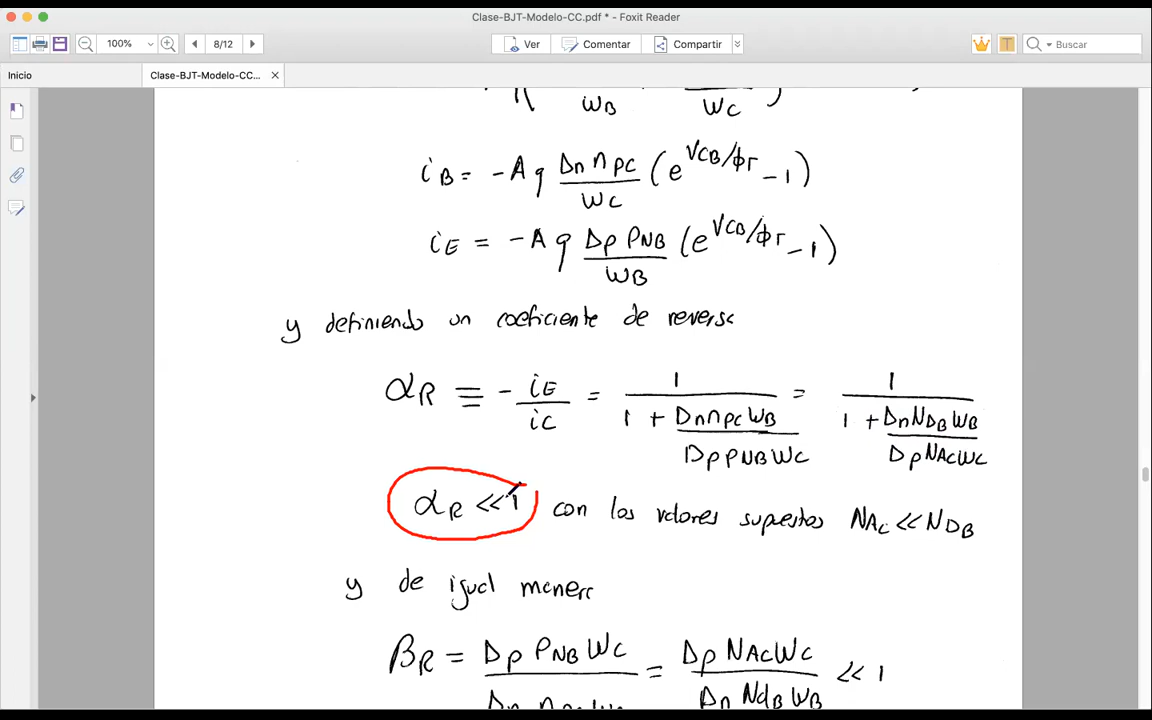 Clase-BJT-Modelo-CC.pdf * - Foxit Reader
100%
8/12
Ver
Comentar
Compartir
Buscar
Inicio
Clase-BJT-Modelo-CC...
WB WC
iB = -Aq Dn npC / WC (e^VCB/ϕT - 1)
iE = -Aq Dp PNB / WB (e^VCB/ϕT - 1)
y definiendo un coeficiente de reversa
αR ≡ - iE / iC = 1 / (1 + Dn npC WB / Dp PNB WC) = 1 / (1 + Dn NDB WB / Dp NAC WC)
αR << 1 con los valores supuestos NAC << NDB
y de igual manera
βR = Dp PNB WC / = Dp NAC WC / Dn NdB WB << 1